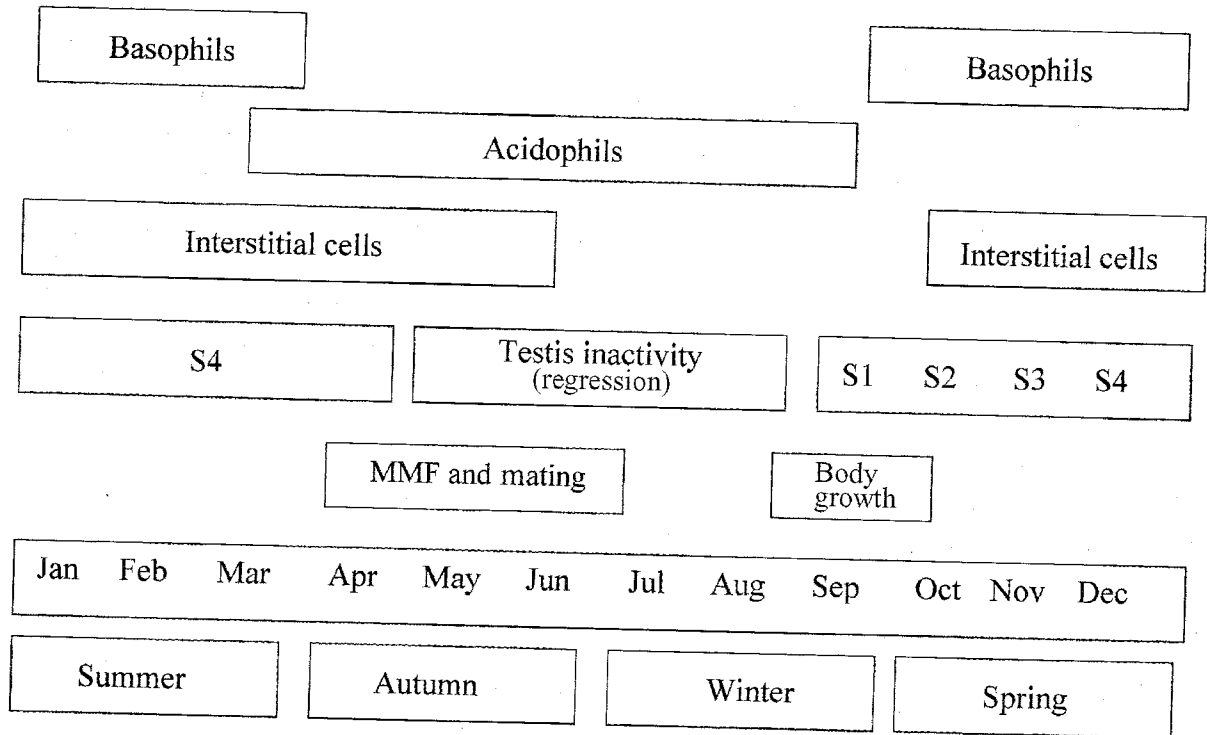 Basophils
Basophils
Acidophils
Interstitial cells
Interstitial cells
S4
Testis inactivity
(regression)
S1 S2 S3 S4
MMF and mating
Body
growth
Jan Feb Mar Apr May Jun Jul Aug Sep Oct Nov Dec
Summer
Autumn
Winter
Spring